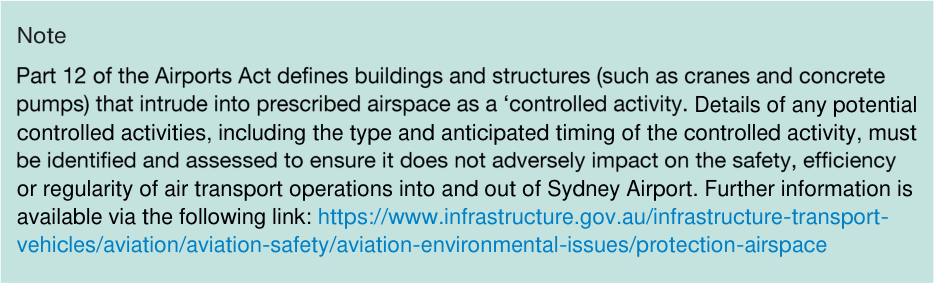 Note
Part 12 of the Airports Act defines buildings and structures (such as cranes and concrete
pumps) that intrude into prescribed airspace as a ‘controlled activity. Details of any potential
controlled activities, including the type and anticipated timing of the controlled activity, must
be identified and assessed to ensure it does not adversely impact on the safety, efficiency
or regularity of air transport operations into and out of Sydney Airport. Further information is
available via the following link: https://www.infrastructure.gov.au/infrastructure-transport-
vehicles/aviation/aviation-safety/aviation-environmental-issues/protection-airspace